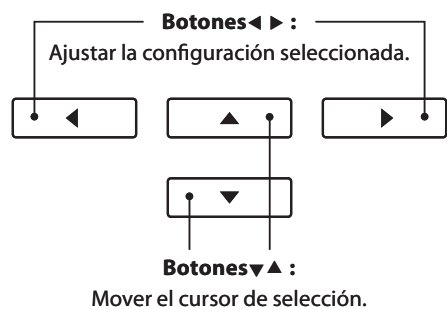 Botones◀ ▶ :
Ajustar la configuración seleccionada.
Botones▼▲ :
Mover el cursor de selección.